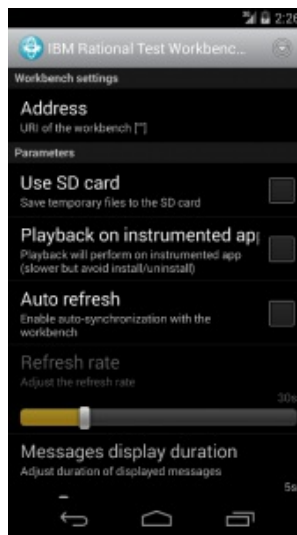 2:26
IBM Rational Test Workbenc...
Workbench settings
Address
URI of the workbench [""]
Parameters
Use SD card
Save temporary files to the SD card
Playback on instrumented app
Playback will perform on instrumented app
(slower but avoid install/uninstall)
Auto refresh
Enable auto-synchronization with the
workbench
Refresh rate
Adjust the refresh rate
30s
Messages display duration
Adjust duration of displayed messages
5s